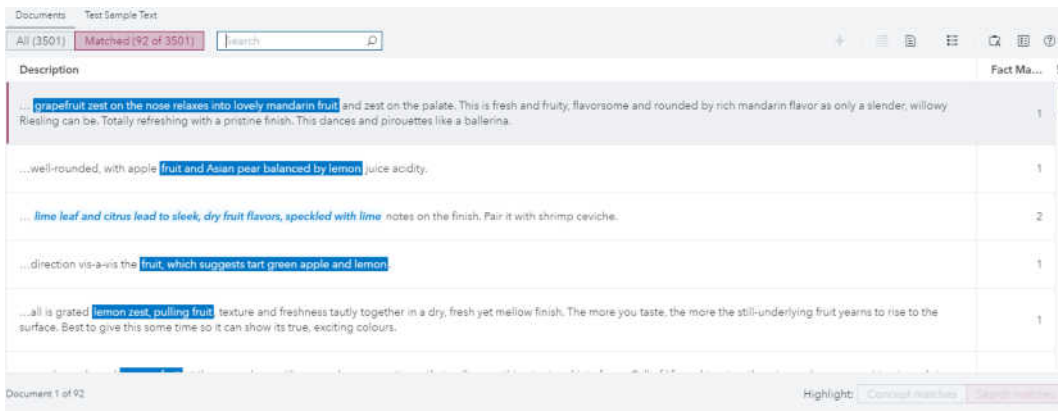 Documents Test Sample Text
All (3501) Matched (92 of 3501) Search
Description Fact Ma...
... grapefruit zest on the nose relaxes into lovely mandarin fruit and zest on the palate. This is fresh and fruity, flavorsome and rounded by rich mandarin flavor as only a slender, willowy
Riesling can be. Totally refreshing with a pristine finish. This dances and pirouettes like a ballerina.
1
...well-rounded, with apple fruit and Asian pear balanced by lemon juice acidity.
1
... lime leaf and citrus lead to sleek, dry fruit flavors, speckled with lime notes on the finish. Pair it with shrimp ceviche.
2
...direction vis-a-vis the fruit, which suggests tart green apple and lemon.
1
...all is grated lemon zest, pulling fruit, texture and freshness tautly together in a dry, fresh yet mellow finish. The more you taste, the more the still-underlying fruit yearns to rise to the
surface. Best to give this some time so it can show its true, exciting colours.
1
Document 1 of 92 Highlight: Concept matches Search matches